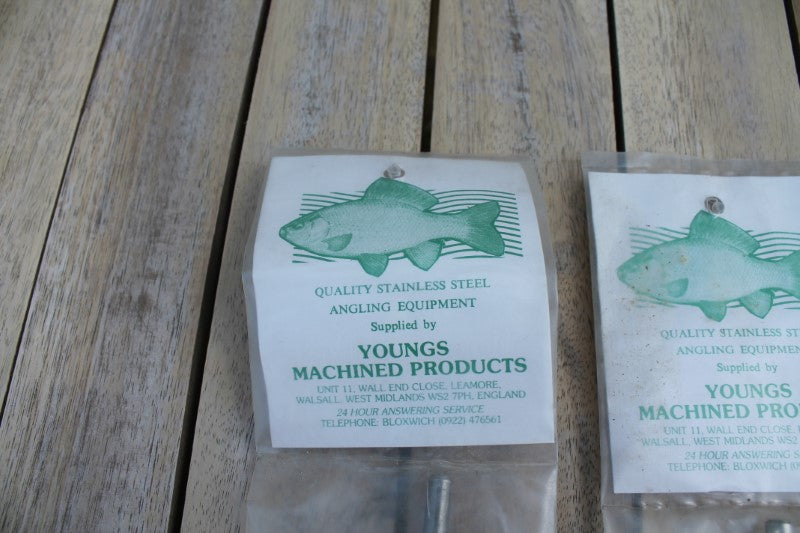 QUALITY STAINLESS STEEL
ANGLING EQUIPMENT
Supplied by
YOUNGS
MACHINED PRODUCTS
UNIT 11, WALL END CLOSE, LEAMORE,
WALSALL, WEST MIDLANDS WS2 7PH, ENGLAND
24 HOUR ANSWERING SERVICE
TELEPHONE: BLOXWICH (0922) 476561
QUALITY STAINLESS
ANGLING
Supplied by
YOUNGS
MACHINED
UNIT 11, WALL END CLOSE,
WALSALL, WEST MIDLANDS WS2
24 HOUR ANSWERING
TELEPHONE: BLOXWICH